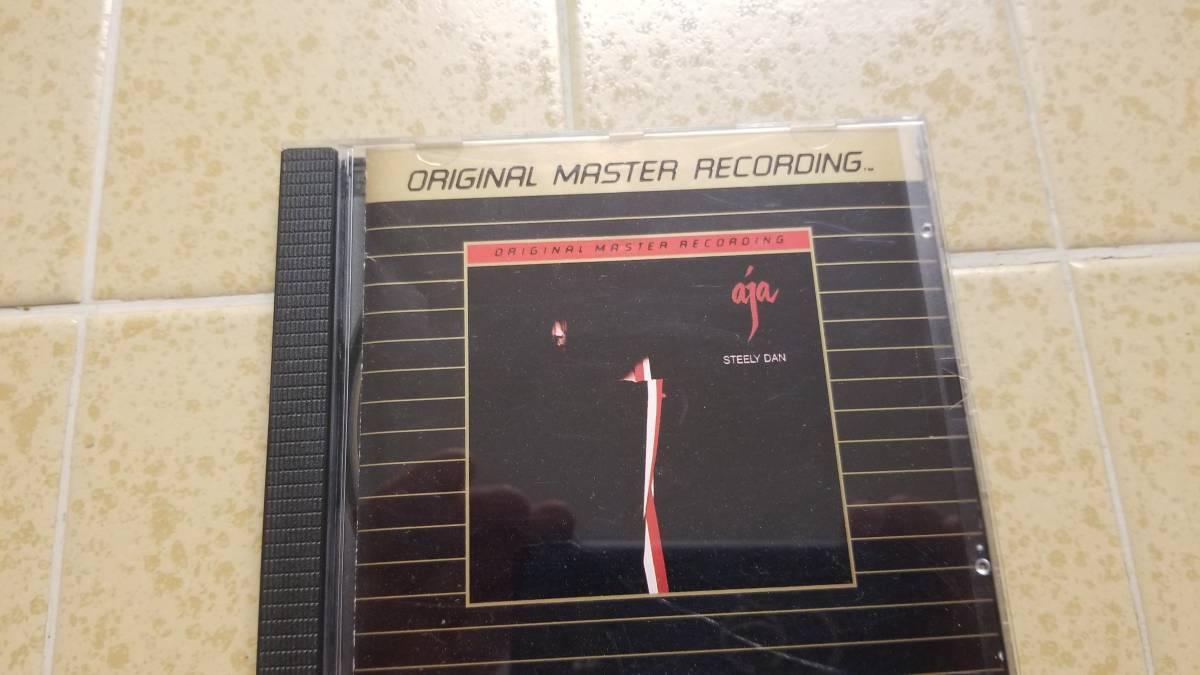 ORIGINAL MASTER RECORDING™
ORIGINAL MASTER RECORDING
aja
STEELY DAN